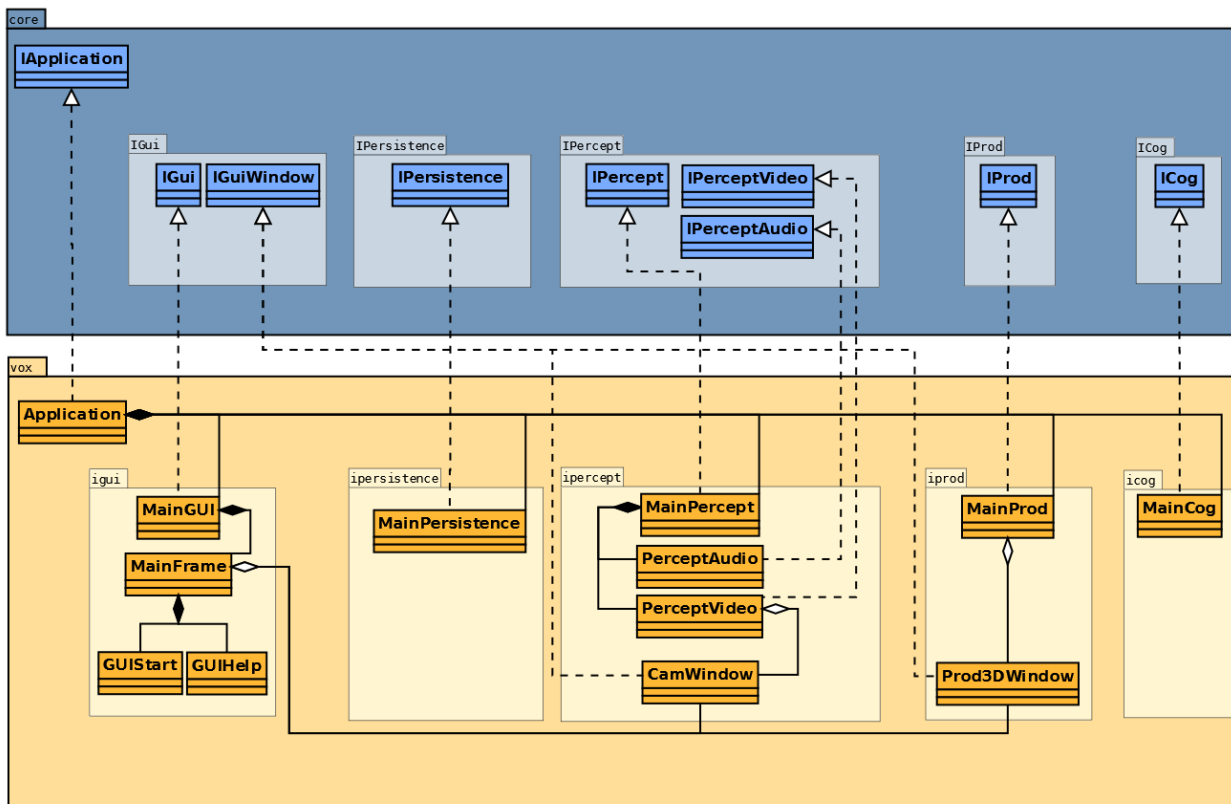 core
IApplication
IGui
IPersistence
IPercept
IProd
ICog
IGui
IGuiWindow
IPersistence
IPercept
IPerceptVideo
IProd
ICog
IPerceptAudio
vox
Application
igui
ipersistence
ipercept
iprod
icog
MainGUI
MainPersistence
MainPercept
MainProd
MainCog
MainFrame
PerceptAudio
PerceptVideo
GUIStart
GUIHelp
CamWindow
Prod3DWindow